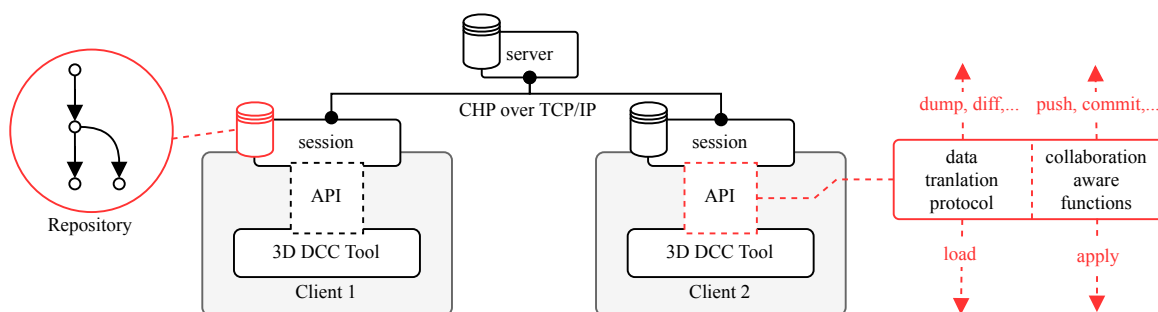 server
CHP over TCP/IP
dump, diff,...
push, commit,...
session
session
data
tranlation
protocol
collaboration
aware
functions
API
API
Repository
3D DCC Tool
3D DCC Tool
load
apply
Client 1
Client 2